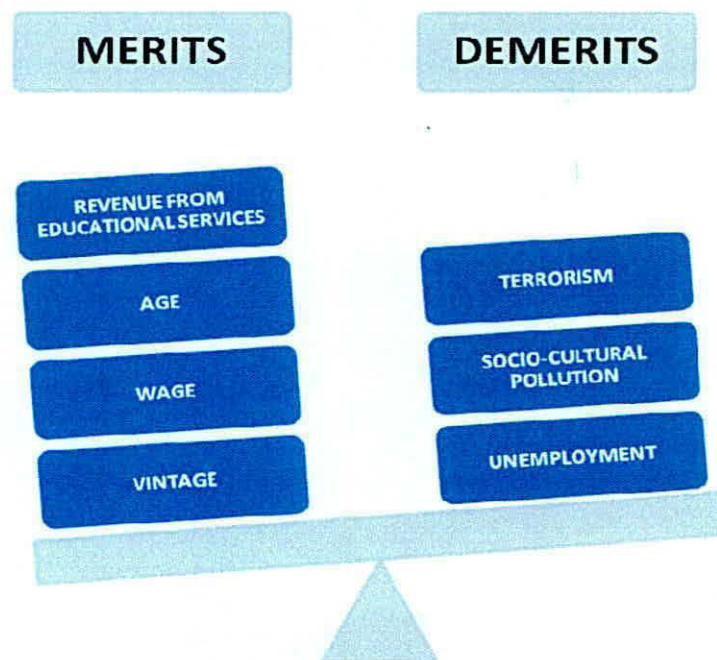 MERITS
DEMERITS
REVENUE FROM
EDUCATIONAL SERVICES
AGE
WAGE
VINTAGE
TERRORISM
SOCIO-CULTURAL
POLLUTION
UNEMPLOYMENT